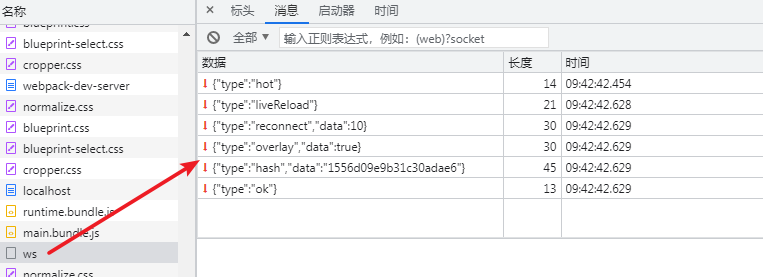 名称
blueprint.css
blueprint-select.css
cropper.css
webpack-dev-server
normalize.css
blueprint.css
blueprint-select.css
cropper.css
localhost
runtime.bundle.js
main.bundle.js
ws
normalize.css
标头 消息 启动器 时间
全部 输入正则表达式，例如：(web)?socket
数据 长度 时间
{"type":"hot"} 14 09:42:42.454
{"type":"liveReload"} 21 09:42:42.628
{"type":"reconnect","data":10} 30 09:42:42.629
{"type":"overlay","data":true} 30 09:42:42.629
{"type":"hash","data":"1556d09e9b31c30adae6"} 45 09:42:42.629
{"type":"ok"} 13 09:42:42.629